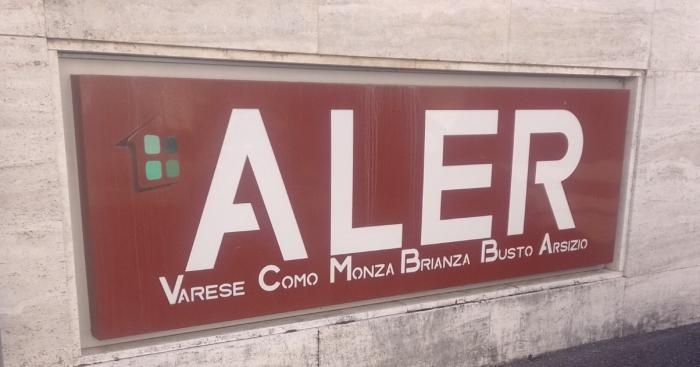 ALER
VARESE COMO MONZA BRIANZA BUSTO ARSIZIO